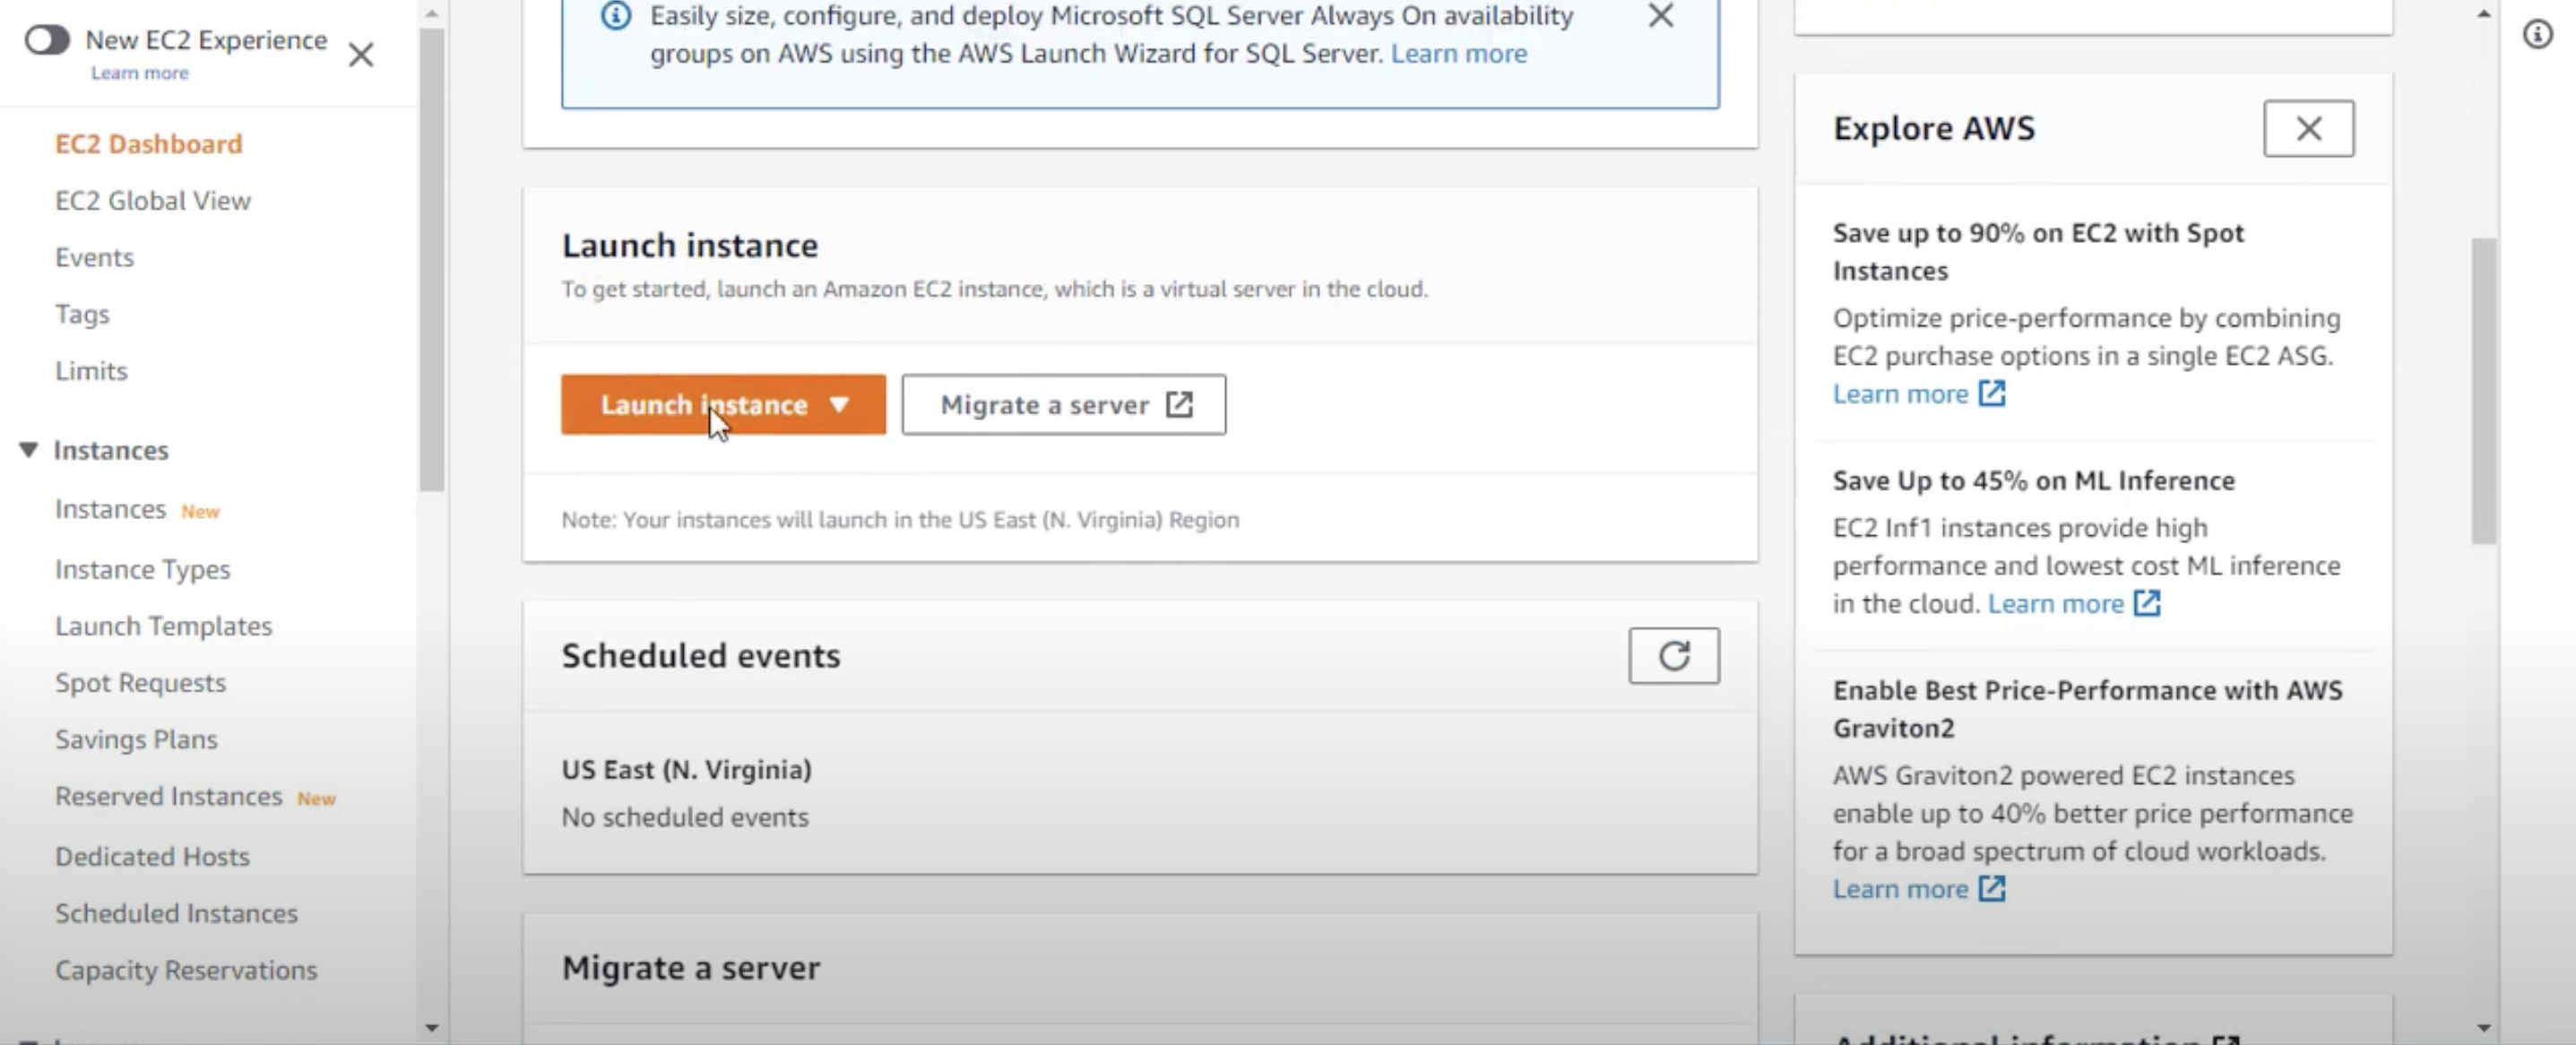 New EC2 Experience
Learn more
EC2 Dashboard
EC2 Global View
Events
Tags
Limits
Instances
Instances New
Instance Types
Launch Templates
Spot Requests
Savings Plans
Reserved Instances New
Dedicated Hosts
Scheduled Instances
Capacity Reservations
Easily size, configure, and deploy Microsoft SQL Server Always On availability
groups on AWS using the AWS Launch Wizard for SQL Server. Learn more
Launch instance
To get started, launch an Amazon EC2 instance, which is a virtual server in the cloud.
Launch instance
Migrate a server
Note: Your instances will launch in the US East (N. Virginia) Region
Scheduled events
US East (N. Virginia)
No scheduled events
Migrate a server
Explore AWS
Save up to 90% on EC2 with Spot
Instances
Optimize price-performance by combining
EC2 purchase options in a single EC2 ASG.
Learn more
Save Up to 45% on ML Inference
EC2 Inf1 instances provide high
performance and lowest cost ML inference
in the cloud. Learn more
Enable Best Price-Performance with AWS
Graviton2
AWS Graviton2 powered EC2 instances
enable up to 40% better price performance
for a broad spectrum of cloud workloads.
Learn more
Additional information